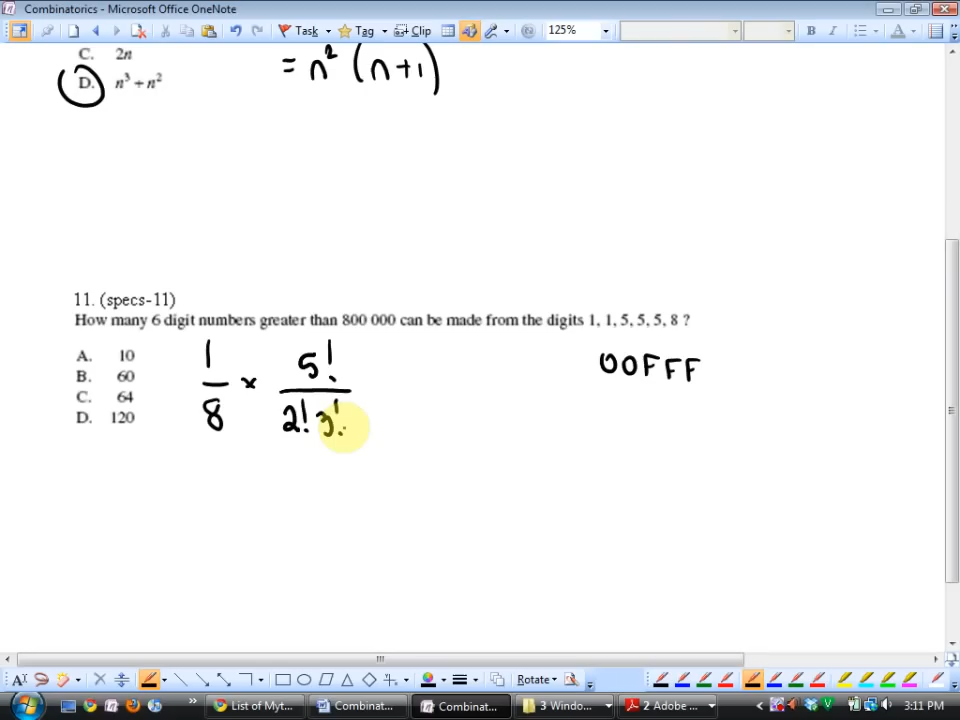 Combinatorics - Microsoft Office OneNote
Task Tag Clip 125% B I A
C. 2n
D. n³ + n²
= n² (n+1)
11. (specs-11)
How many 6 digit numbers greater than 800 000 can be made from the digits 1, 1, 5, 5, 5, 8 ?
A. 10
B. 60
C. 64
D. 120
1/8 × 5!/2! 3!
OOFFF
A Rotate
List of Myt... Combinat... Combinat... 3 Windo... 2 Adobe ... 3:11 PM